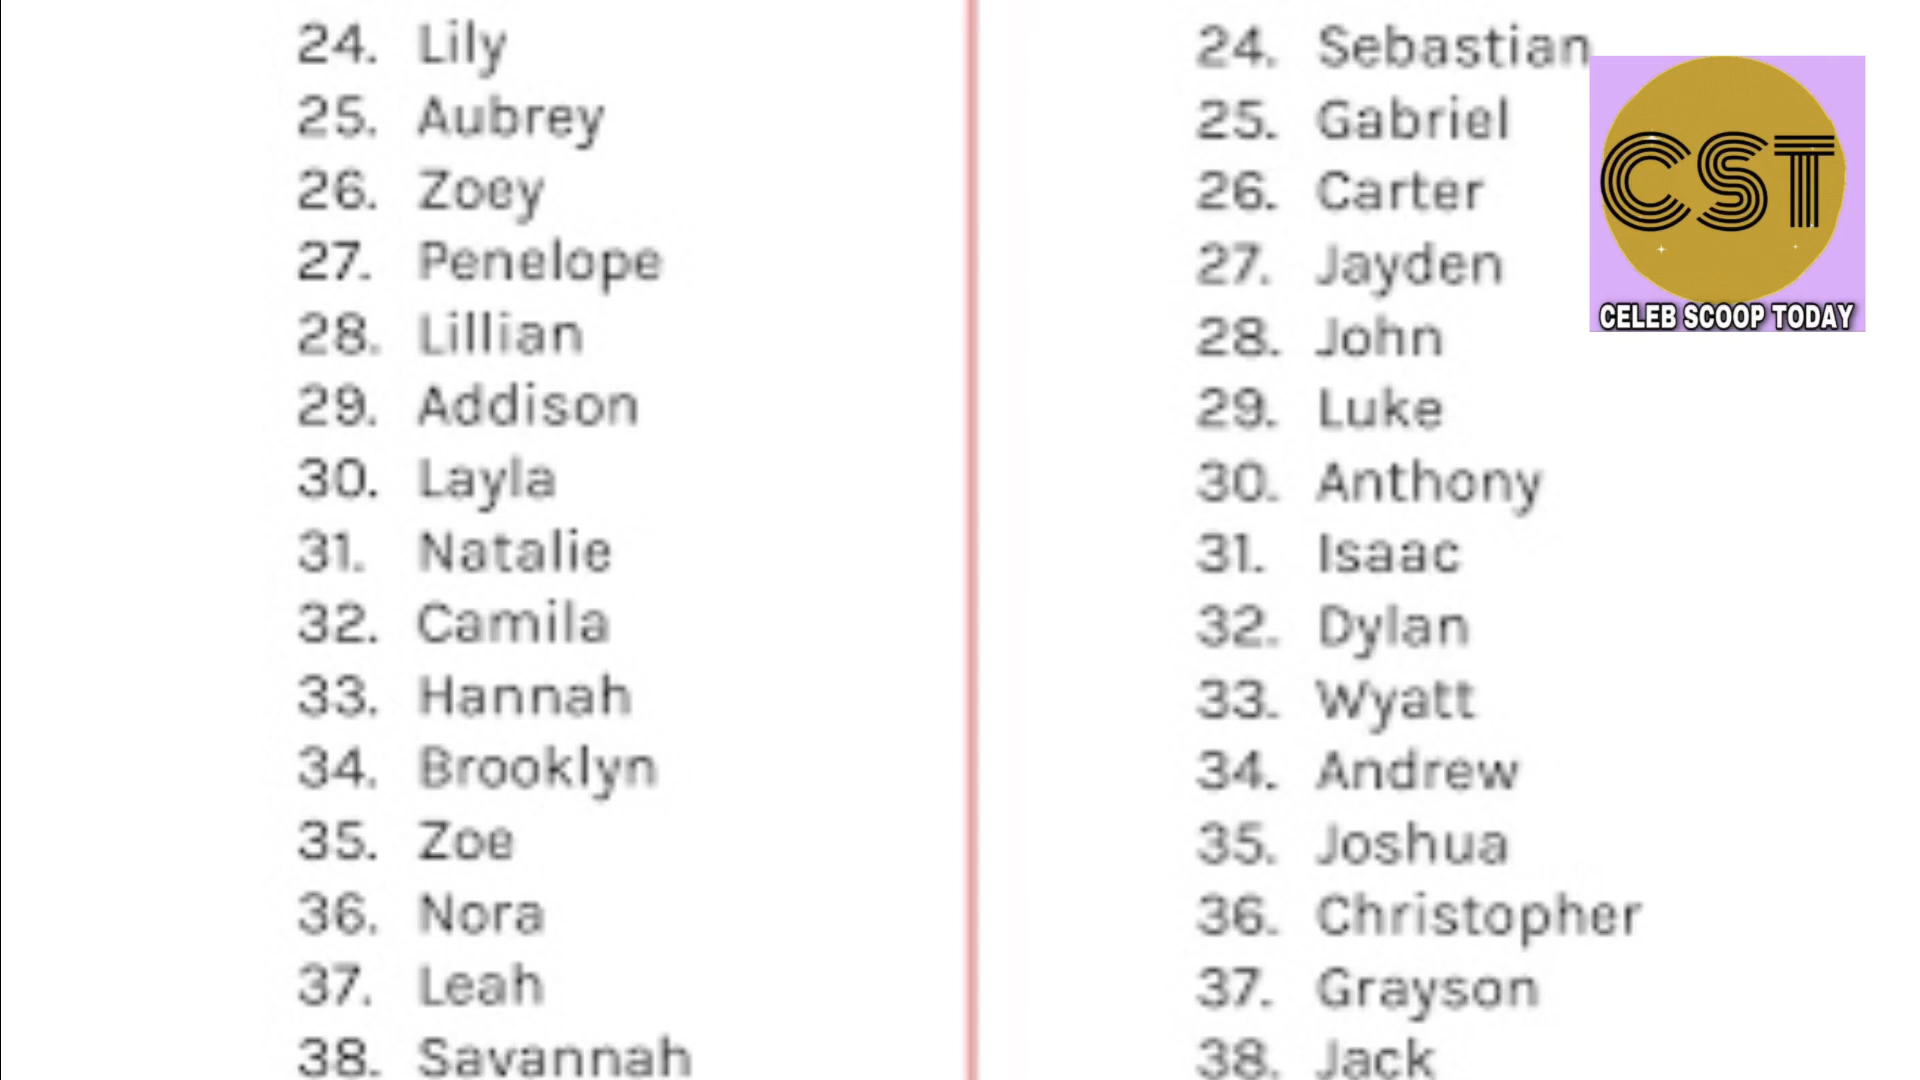 24. Lily
25. Aubrey
26. Zoey
27. Penelope
28. Lillian
29. Addison
30. Layla
31. Natalie
32. Camila
33. Hannah
34. Brooklyn
35. Zoe
36. Nora
37. Leah
38. Savannah
24. Sebastian
25. Gabriel
26. Carter
27. Jayden
28. John
29. Luke
30. Anthony
31. Isaac
32. Dylan
33. Wyatt
34. Andrew
35. Joshua
36. Christopher
37. Grayson
38. Jack
CST
CELEB SCOOP TODAY